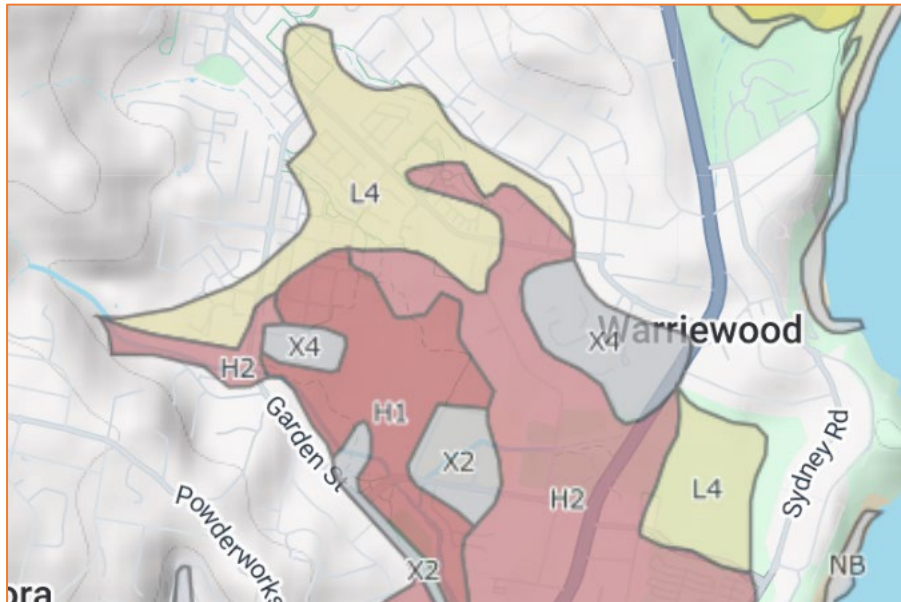 L4
X4
Warriewood
X4
H2
H1
Garden St
X2
Sydney Rd
L4
H2
Powderworks
X2
NB
ora